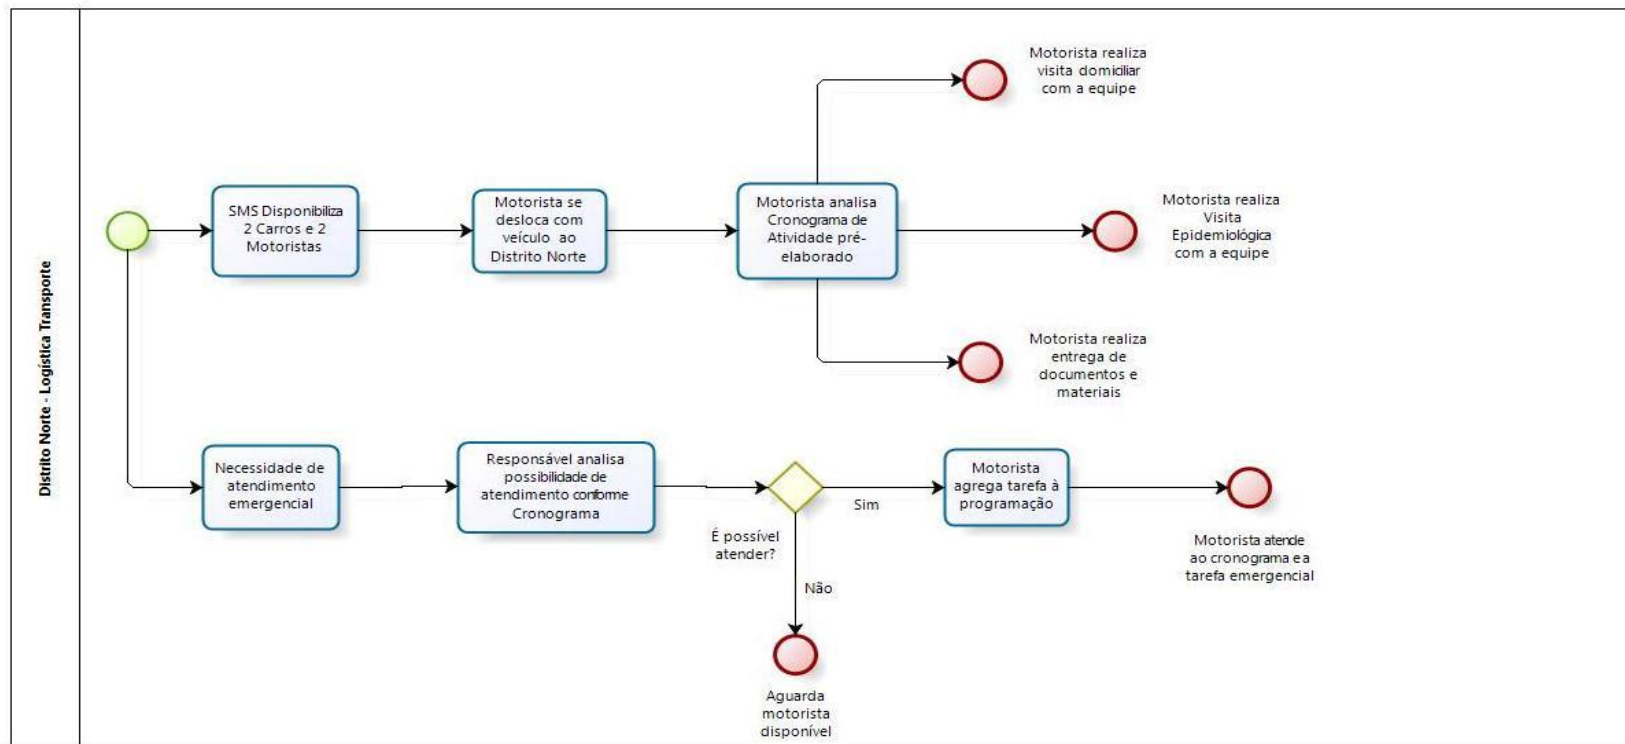 Distrito Norte - Logística Transporte
SMS Disponibiliza
2 Carros e 2
Motoristas
Motorista se
desloca com
veículo ao
Distrito Norte
Motorista analisa
Cronograma de
Atividade pré-
elaborado
Motorista realiza
visita domiciliar
com a equipe
Motorista realiza
Visita
Epidemiológica
com a equipe
Motorista realiza
entrega de
documentos e
materiais
Necessidade de
atendimento
emergencial
Responsável analisa
possibilidade de
atendimento conforme
Cronograma
É possível
atender?
Sim
Não
Motorista
agrega tarefa à
programação
Motorista atende
ao cronograma e a
tarefa emergencial
Aguarda
motorista
disponível